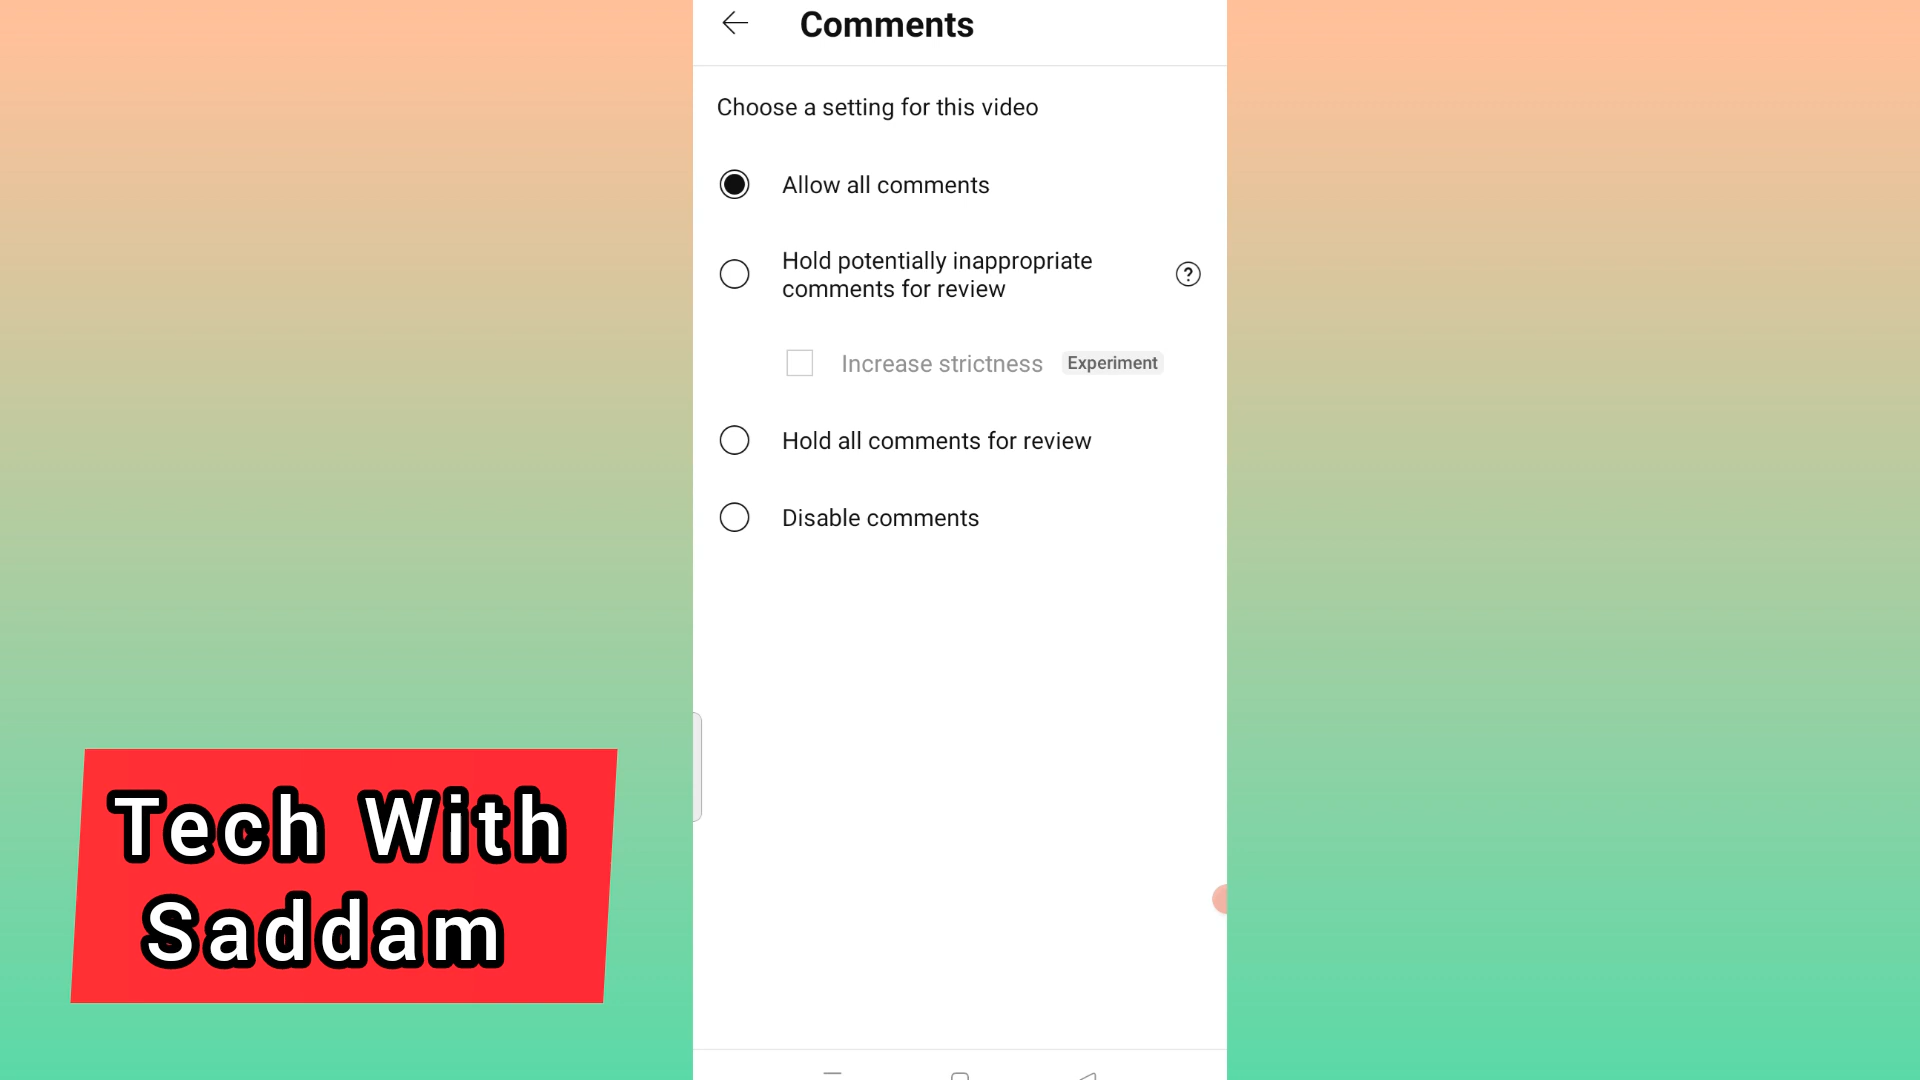 Comments
Choose a setting for this video
Allow all comments
Hold potentially inappropriate
comments for review
?
Increase strictness Experiment
Hold all comments for review
Disable comments
Tech With
Saddam